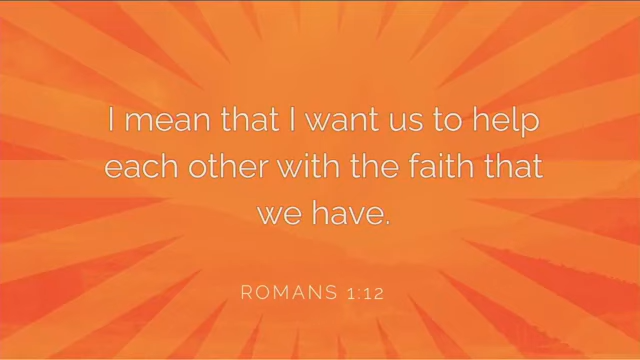 I mean that I want us to help
each other with the faith that
we have.
ROMANS 1:12